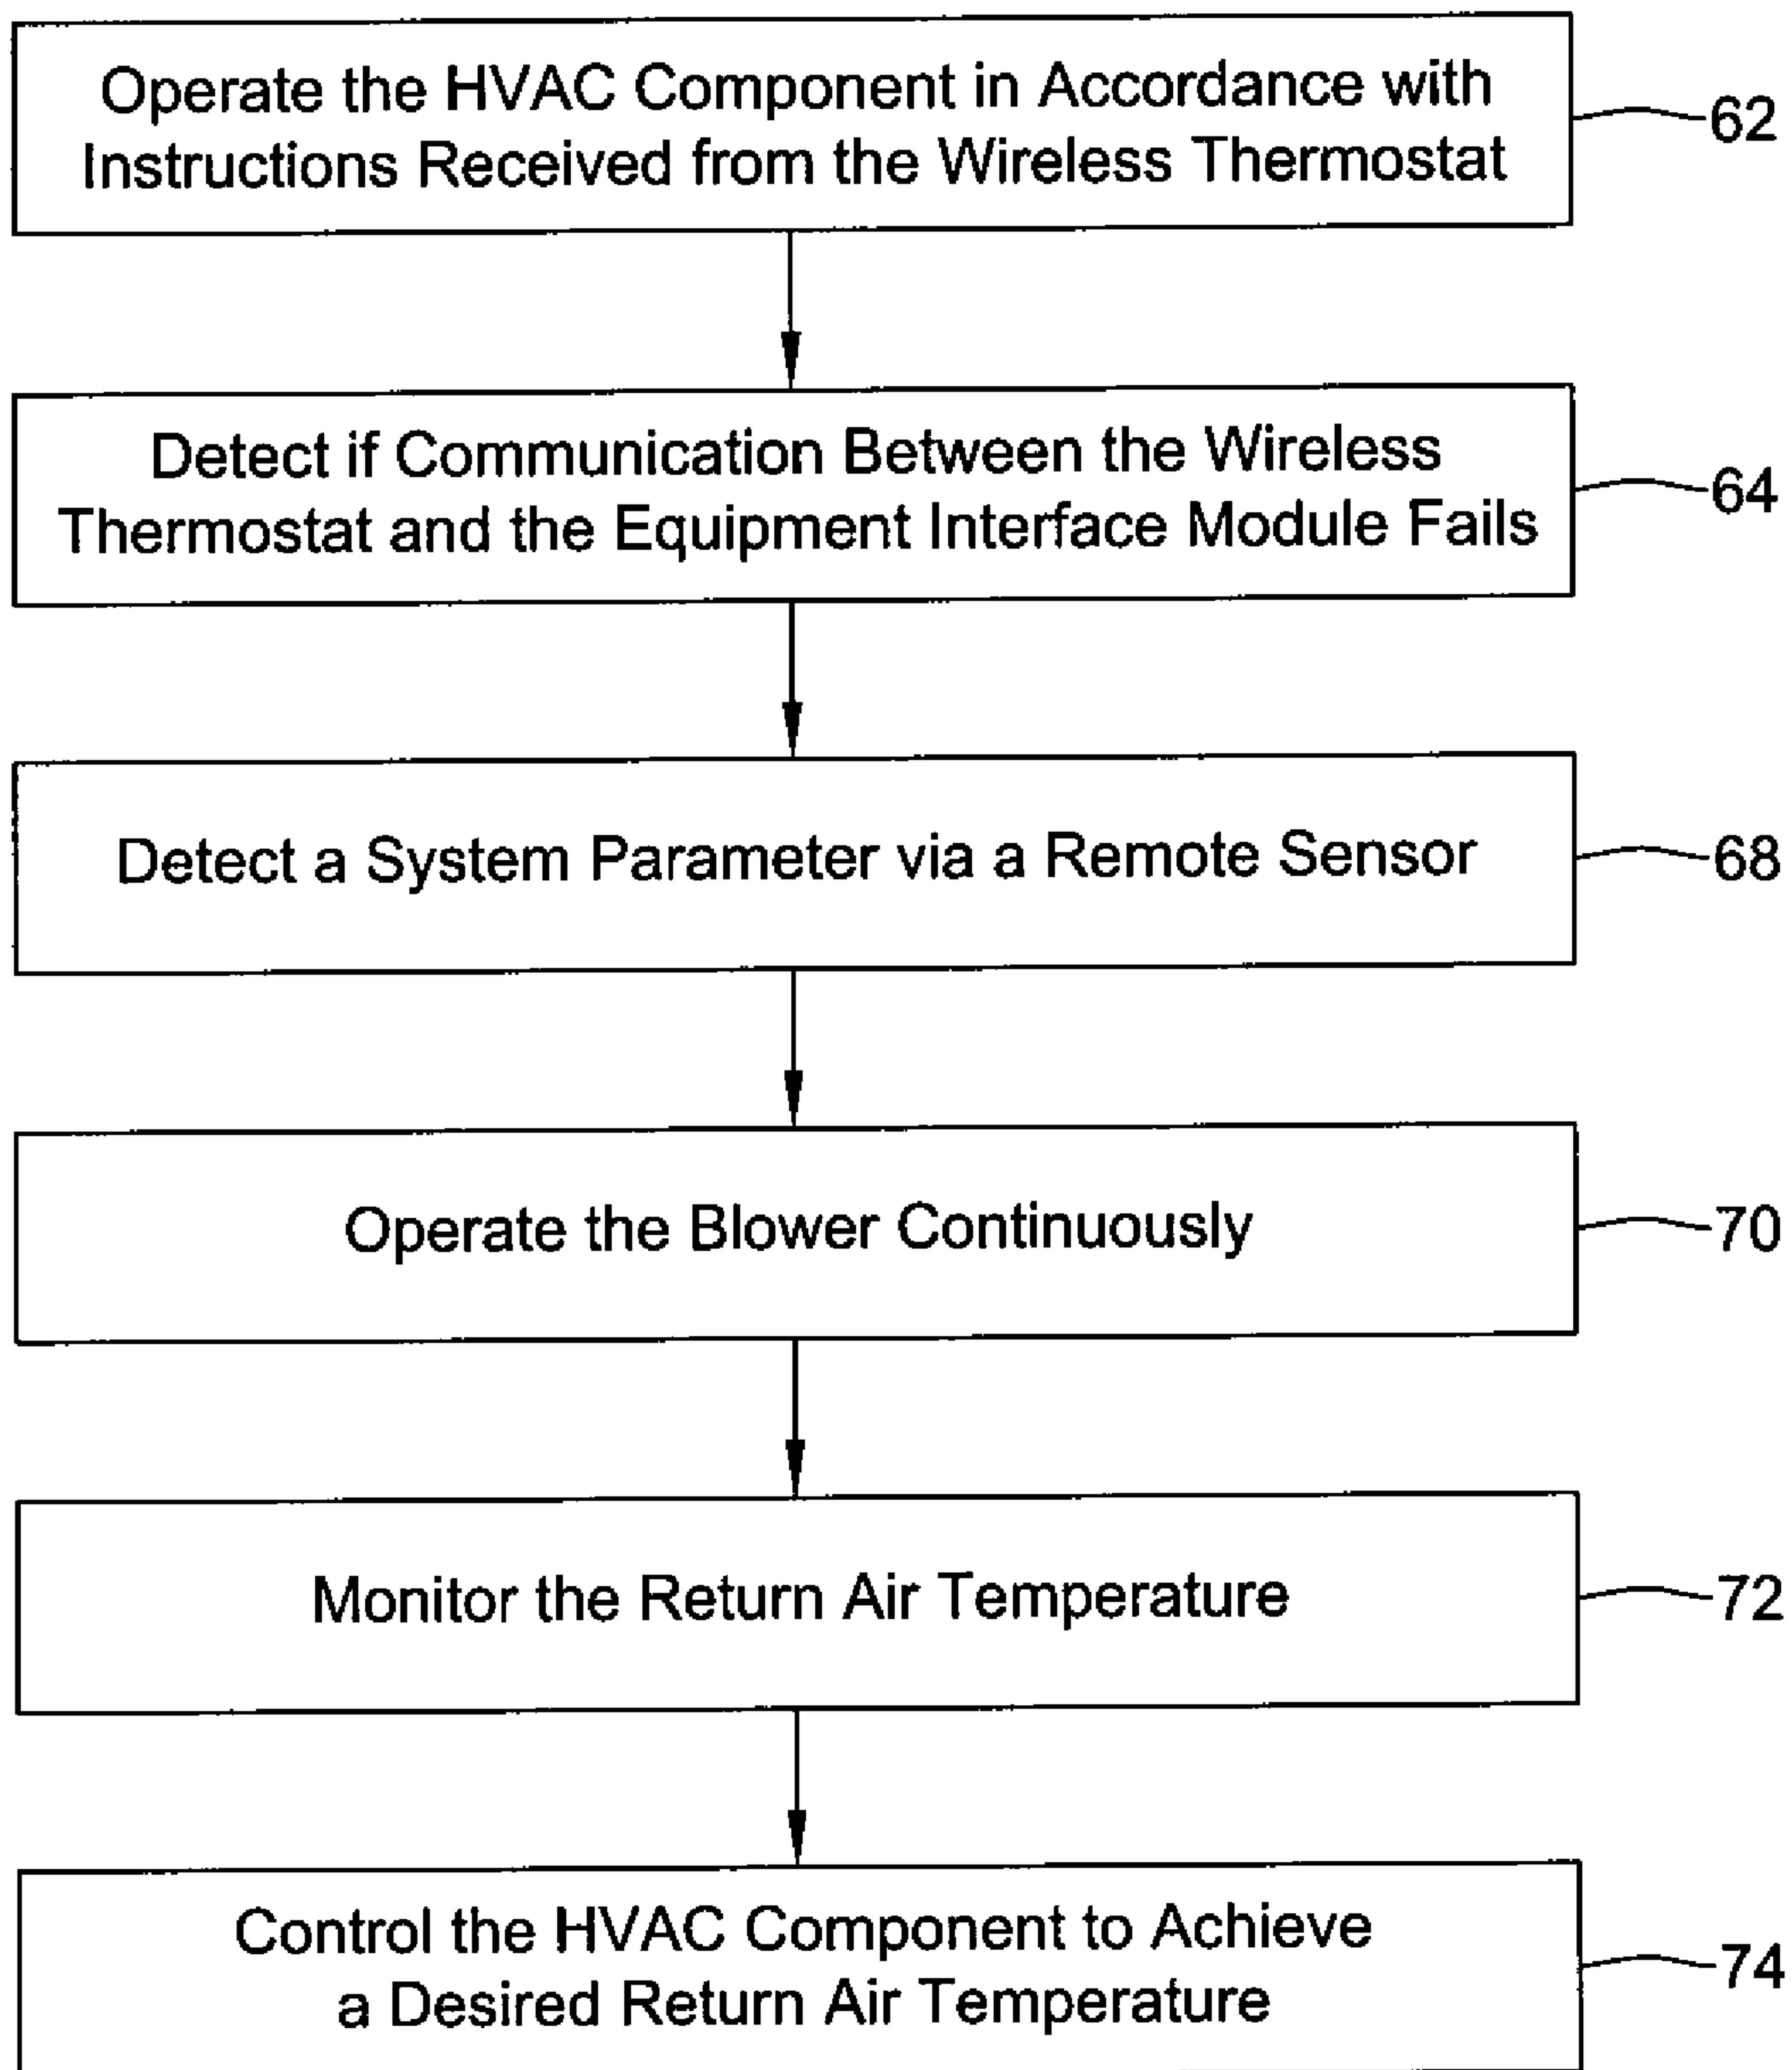 Operate the HVAC Component in Accordance with
Instructions Received from the Wireless Thermostat
62
Detect if Communication Between the Wireless
Thermostat and the Equipment Interface Module Fails
64
Detect a System Parameter via a Remote Sensor
68
Operate the Blower Continuously
70
Monitor the Return Air Temperature
72
Control the HVAC Component to Achieve
a Desired Return Air Temperature
74